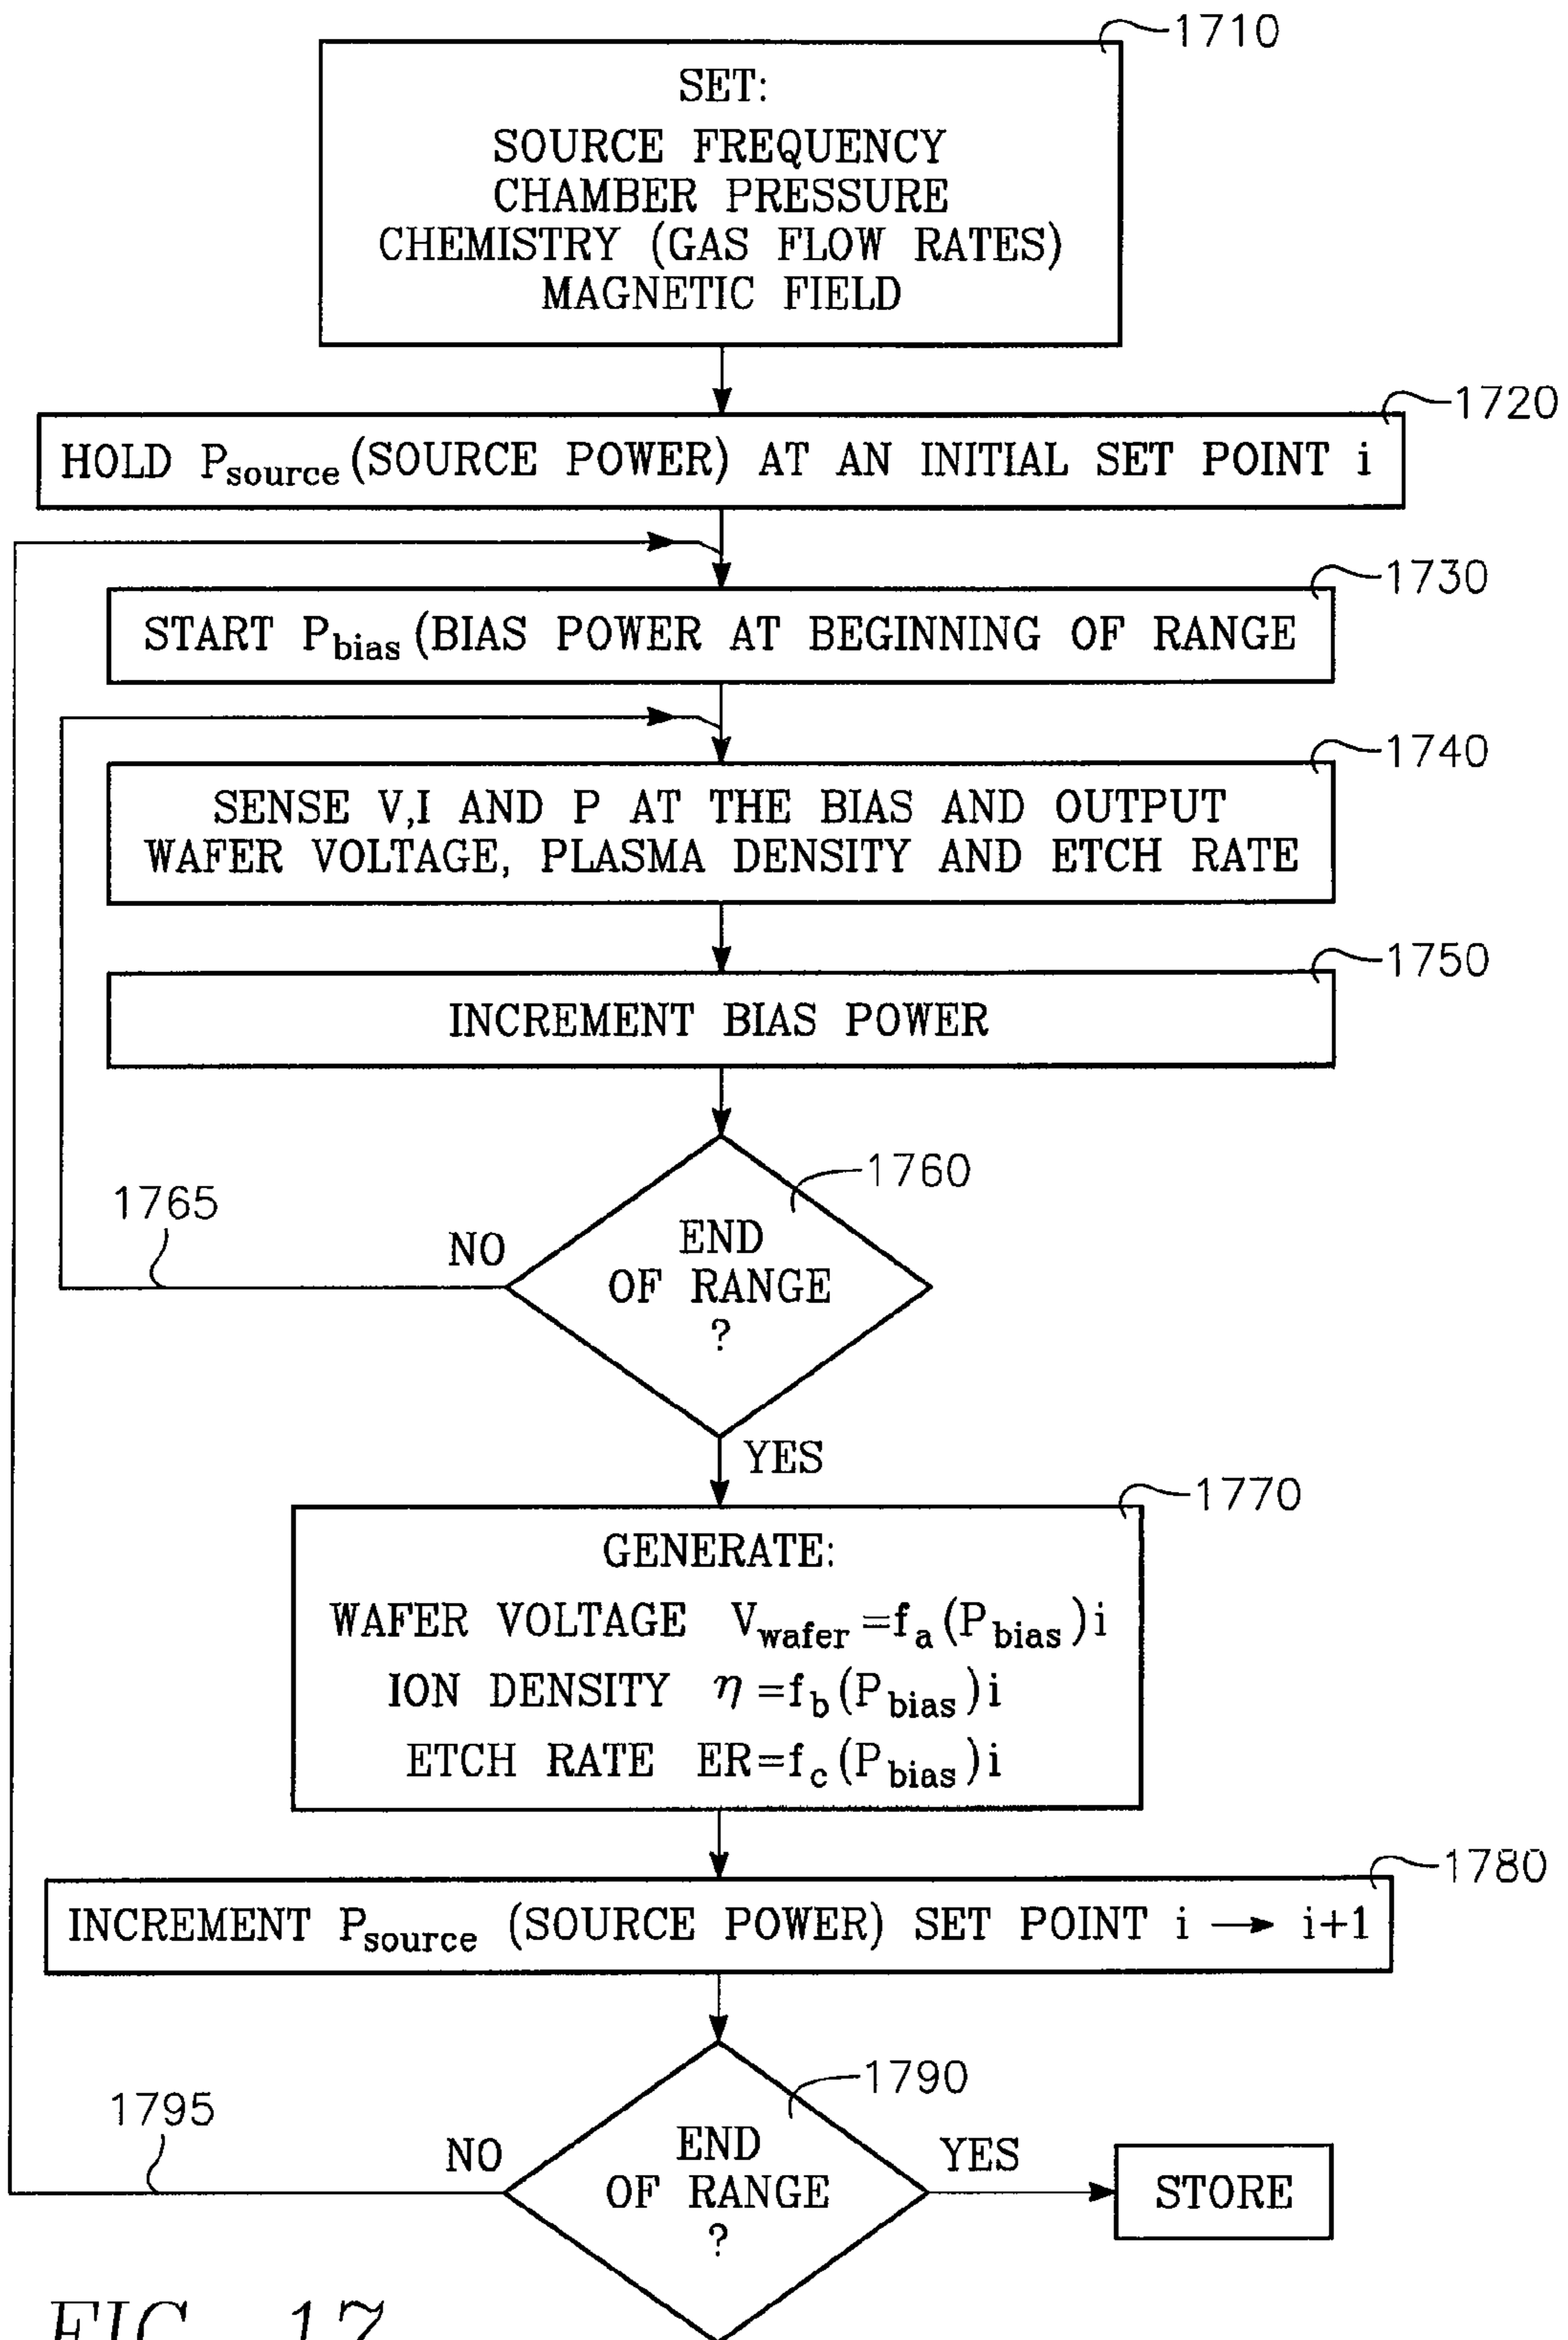 1710
SET:
SOURCE FREQUENCY
CHAMBER PRESSURE
CHEMISTRY (GAS FLOW RATES)
MAGNETIC FIELD
1720
HOLD Psource (SOURCE POWER) AT AN INITIAL SET POINT i
1730
START Pbias (BIAS POWER AT BEGINNING OF RANGE
1740
SENSE V,I AND P AT THE BIAS AND OUTPUT
WAFER VOLTAGE, PLASMA DENSITY AND ETCH RATE
1750
INCREMENT BIAS POWER
1760
1765
NO
END
OF RANGE
?
YES
1770
GENERATE:
WAFER VOLTAGE Vwafer =fa (Pbias)i
ION DENSITY η =fb (Pbias)i
ETCH RATE ER=fc (Pbias)i
1780
INCREMENT Psource (SOURCE POWER) SET POINT i → i+1
1790
1795
NO
END
OF RANGE
?
YES
STORE
FIG. 17